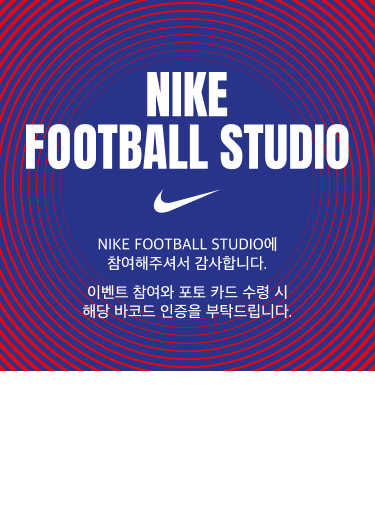 NIKE
FOOTBALL STUDIO
NIKE FOOTBALL STUDIO에
참여해주셔서 감사합니다.
이벤트 참여와 포토 카드 수령 시
해당 바코드 인증을 부탁드립니다.